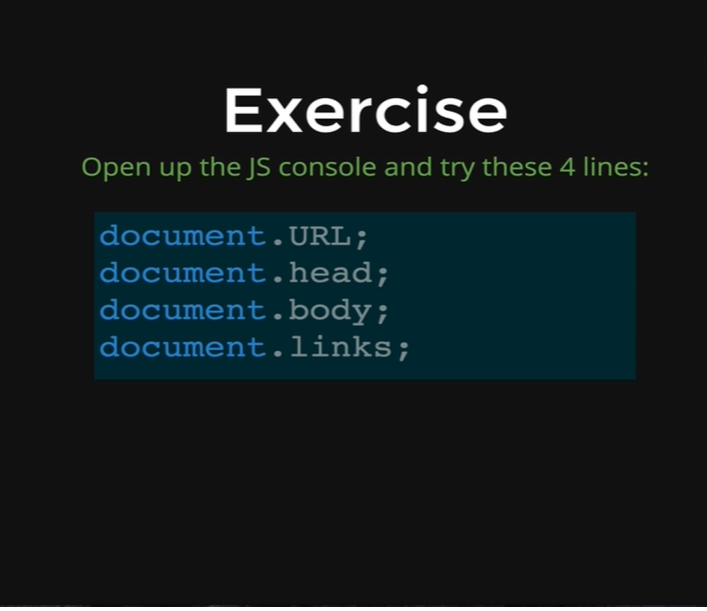 Exercise
Open up the JS console and try these 4 lines:
document.URL;
document.head;
document.body;
document.links;